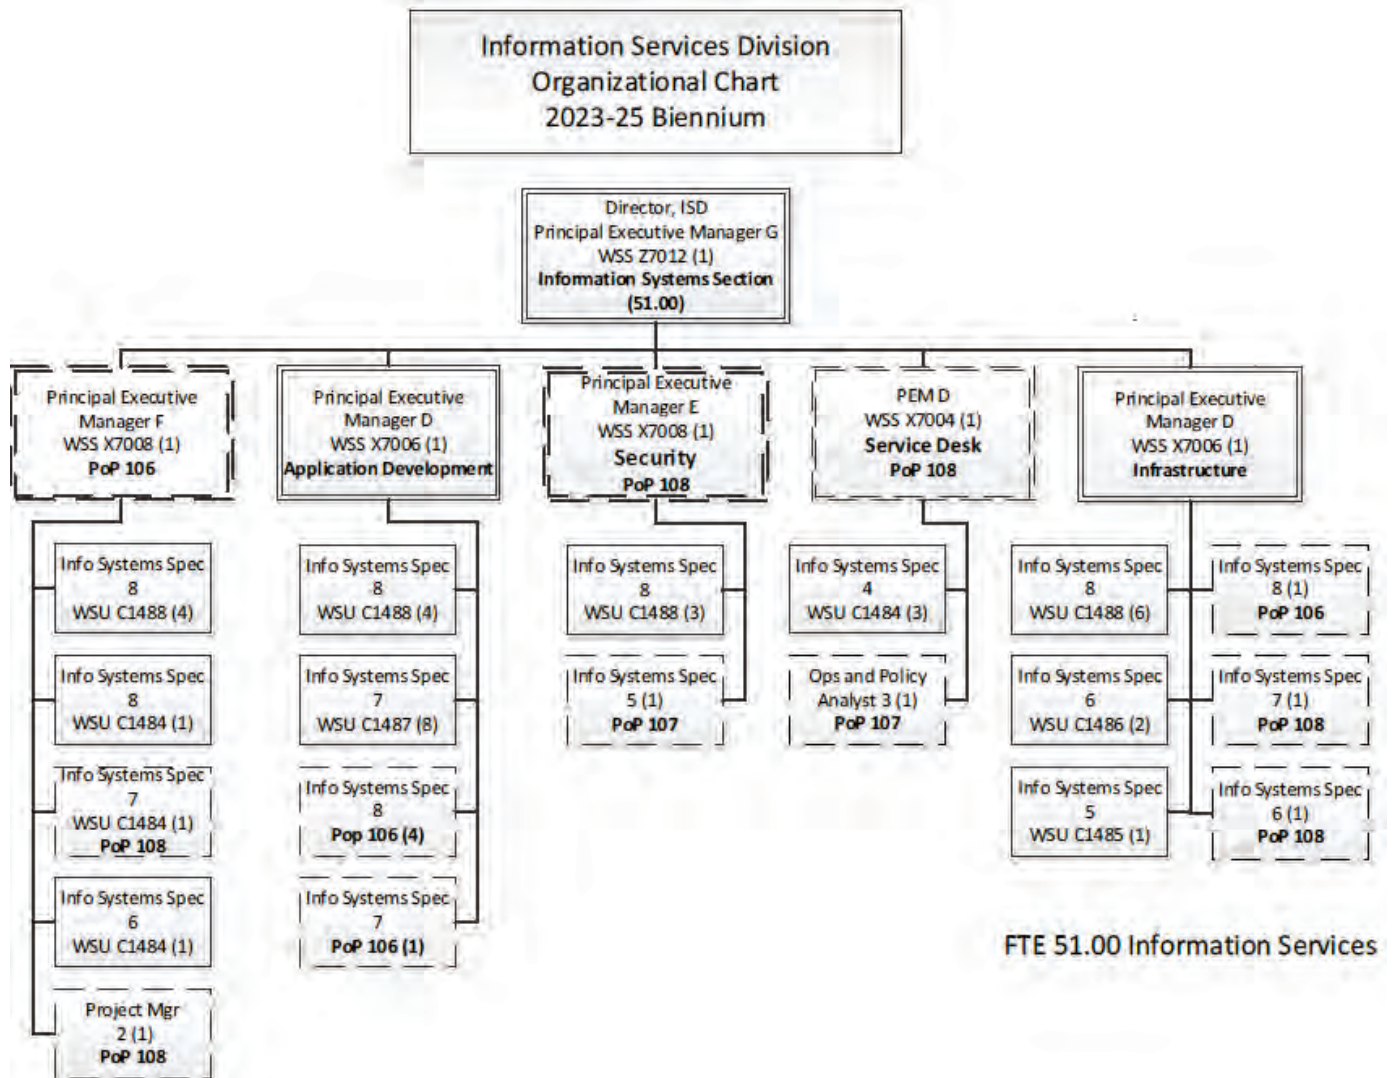 Information Services Division
Organizational Chart
2023-25 Biennium
Director, ISD
Principal Executive Manager G
WSS Z7012 (1)
Information Systems Section
(51.00)
Principal Executive
Manager F
WSS X7008 (1)
PoP 106
Principal Executive
Manager D
WSS X7006 (1)
Application Development
Principal Executive
Manager E
WSS X7008 (1)
Security
PoP 108
PEM D
WSS X7004 (1)
Service Desk
PoP 108
Principal Executive
Manager D
WSS X7006 (1)
Infrastructure
Info Systems Spec
8
WSU C1488 (4)
Info Systems Spec
8
WSU C1484 (1)
Info Systems Spec
7
WSU C1484 (1)
PoP 108
Info Systems Spec
6
WSU C1484 (1)
Project Mgr
2 (1)
PoP 108
Info Systems Spec
8
WSU C1488 (4)
Info Systems Spec
7
WSU C1487 (8)
Info Systems Spec
8
Pop 106 (4)
Info Systems Spec
7
PoP 106 (1)
Info Systems Spec
8
WSU C1488 (3)
Info Systems Spec
5 (1)
PoP 107
Info Systems Spec
4
WSU C1484 (3)
Ops and Policy
Analyst 3 (1)
PoP 107
Info Systems Spec
8
WSU C1488 (6)
Info Systems Spec
6
WSU C1486 (2)
Info Systems Spec
5
WSU C1485 (1)
Info Systems Spec
8 (1)
PoP 106
Info Systems Spec
7 (1)
PoP 108
Info Systems Spec
6 (1)
PoP 108
FTE 51.00 Information Services